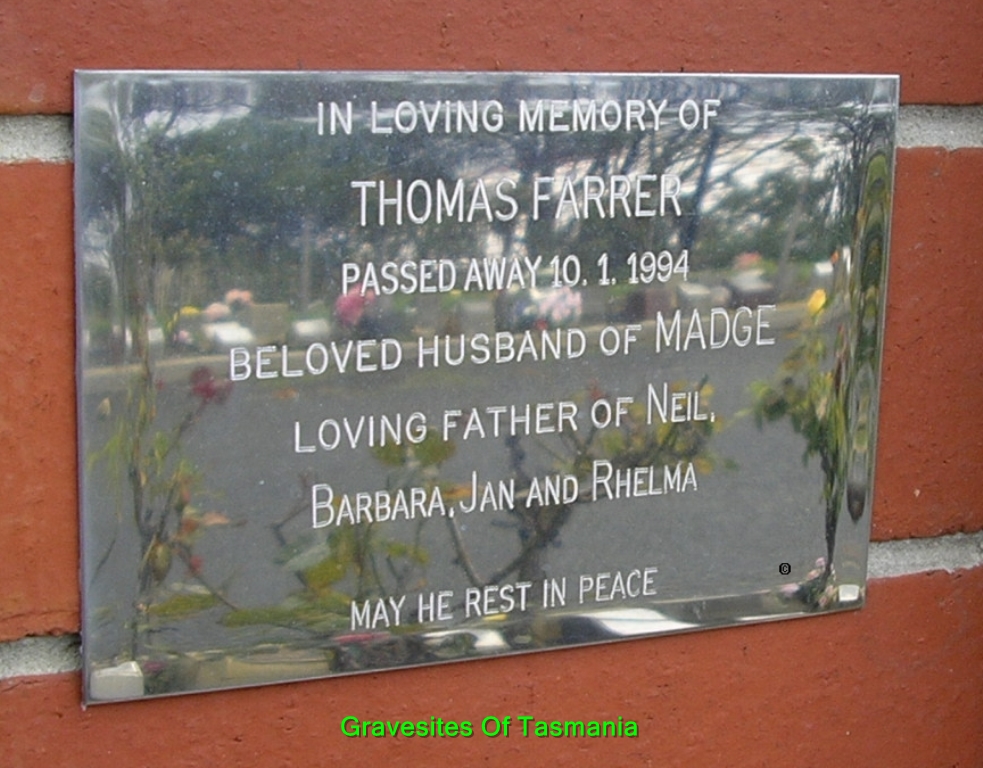 IN LOVING MEMORY OF
THOMAS FARRER
PASSED AWAY 10. 1. 1994
BELOVED HUSBAND OF MADGE
LOVING FATHER OF NEIL,
BARBARA, JAN AND RHELMA
MAY HE REST IN PEACE
©
Gravesites Of Tasmania